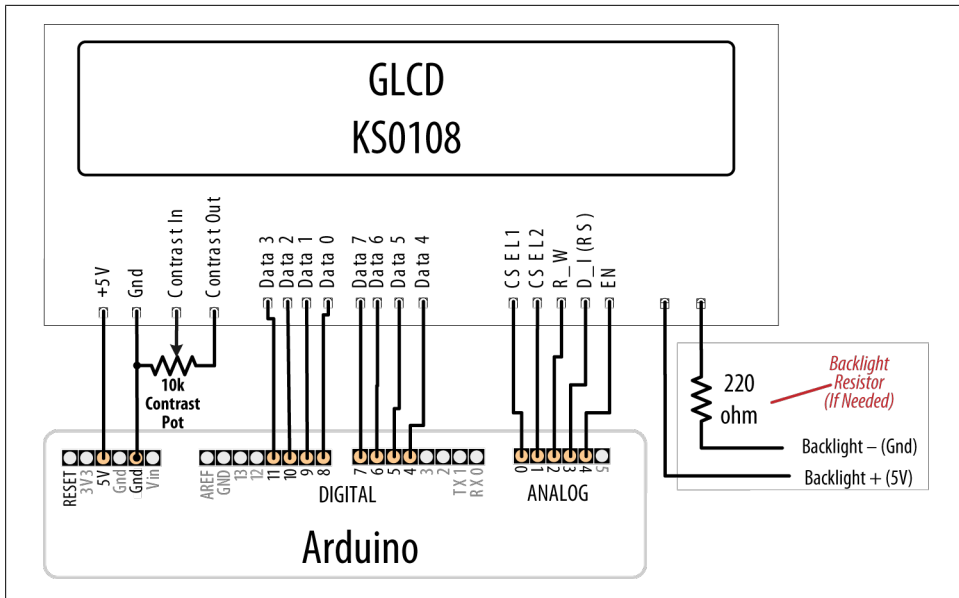 GLCD
KS0108
+5V
Gnd
Contrast In
Contrast Out
Data 3
Data 2
Data 1
Data 0
Data 7
Data 6
Data 5
Data 4
CSEL1
CSEL2
R_W
D_I (RS)
EN
10k
Contrast
Pot
220
ohm
Backlight
Resistor
(If Needed)
Backlight – (Gnd)
Backlight + (5V)
RESET
3V3
5V
Gnd
Gnd
Vin
AREF
GND
13
12
11
10
9
8
7
6
5
4
3
2
TX 1
RX 0
0
1
2
3
4
5
DIGITAL
ANALOG
Arduino